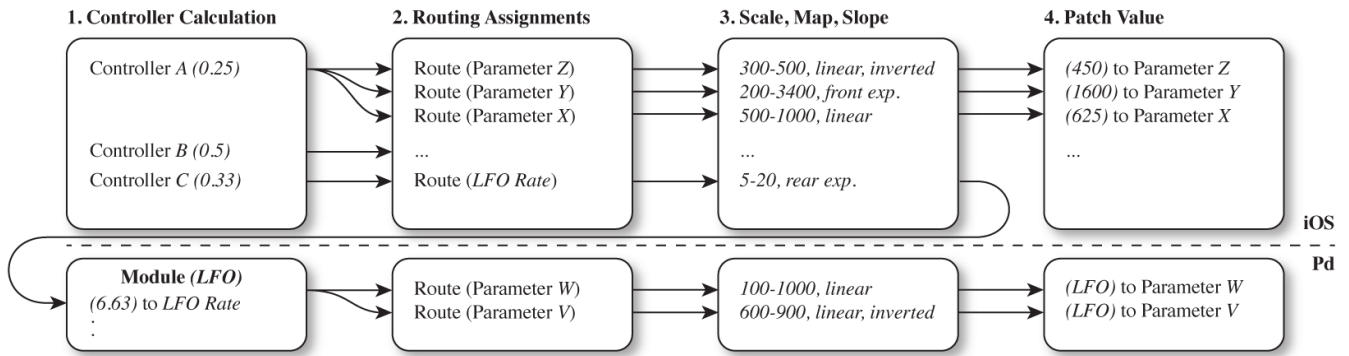 1. Controller Calculation
2. Routing Assignments
3. Scale, Map, Slope
4. Patch Value
Controller A (0.25)
Route (Parameter Z)
300-500, linear, inverted
(450) to Parameter Z
Route (Parameter Y)
200-3400, front exp.
(1600) to Parameter Y
Route (Parameter X)
500-1000, linear
(625) to Parameter X
Controller B (0.5)
...
...
...
Controller C (0.33)
Route (LFO Rate)
5-20, rear exp.
iOS
Pd
Module (LFO)
(6.63) to LFO Rate
:
Route (Parameter W)
100-1000, linear
(LFO) to Parameter W
Route (Parameter V)
600-900, linear, inverted
(LFO) to Parameter V